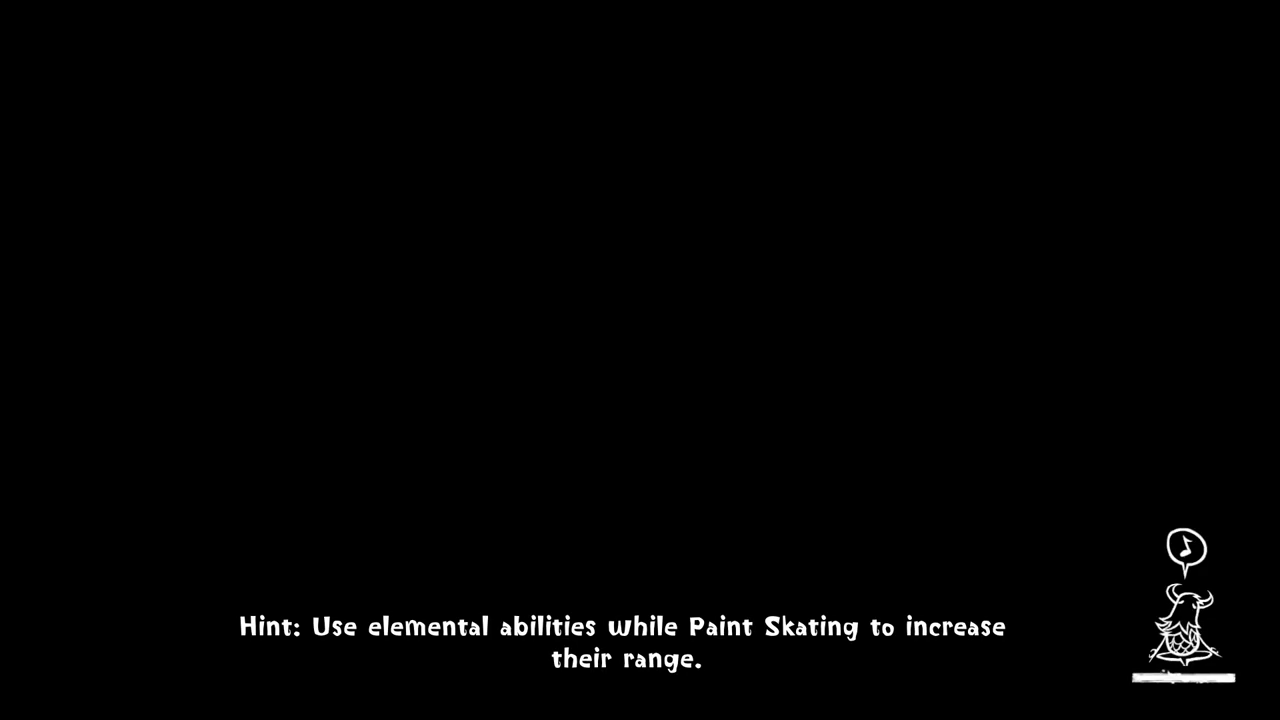 Hint: Use elemental abilities while Paint Skating to increase
their range.